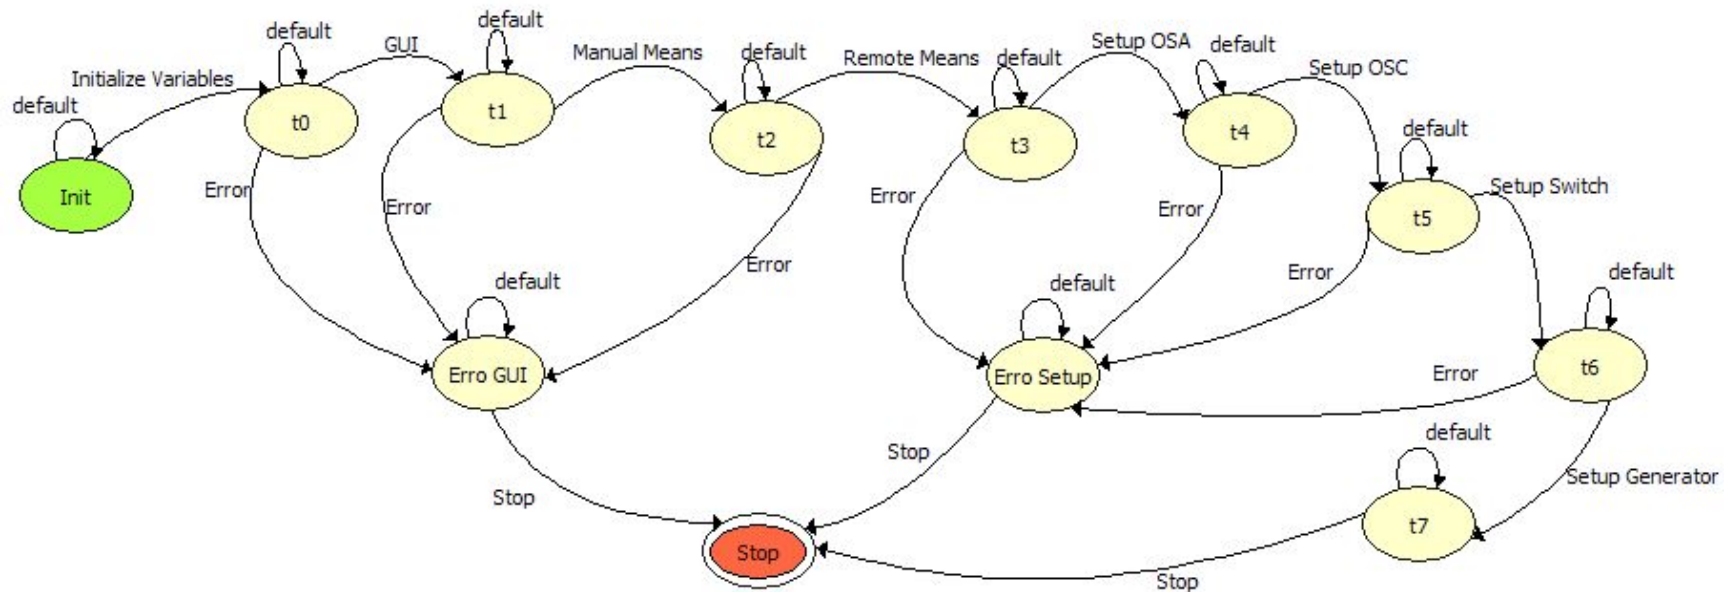 default
default
GUI
Manual Means
default
Remote Means
default
Setup OSA
default
Setup OSC
Initialize Variables
default
t0
t1
t2
t3
t4
default
Init
Error
Error
Error
Error
Error
Error
t5
Setup Switch
default
default
default
Erro GUI
Erro Setup
Error
t6
Stop
Stop
default
Setup Generator
t7
Stop
Stop